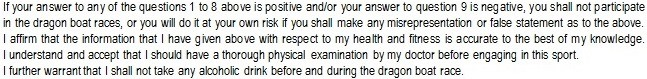 If your answer to any of the questions 1 to 8 above is positive and/or your answer to question 9 is negative, you shall not participate
in the dragon boat races, or you will do it at your own risk if you shall make any misrepresentation or false statement as to the above.
I affirm that the information that I have given above with respect to my health and fitness is accurate to the best of my knowledge.
I understand and accept that I should have a thorough physical examination by my doctor before engaging in this sport.
I further warrant that I shall not take any alcoholic drink before and during the dragon boat race.